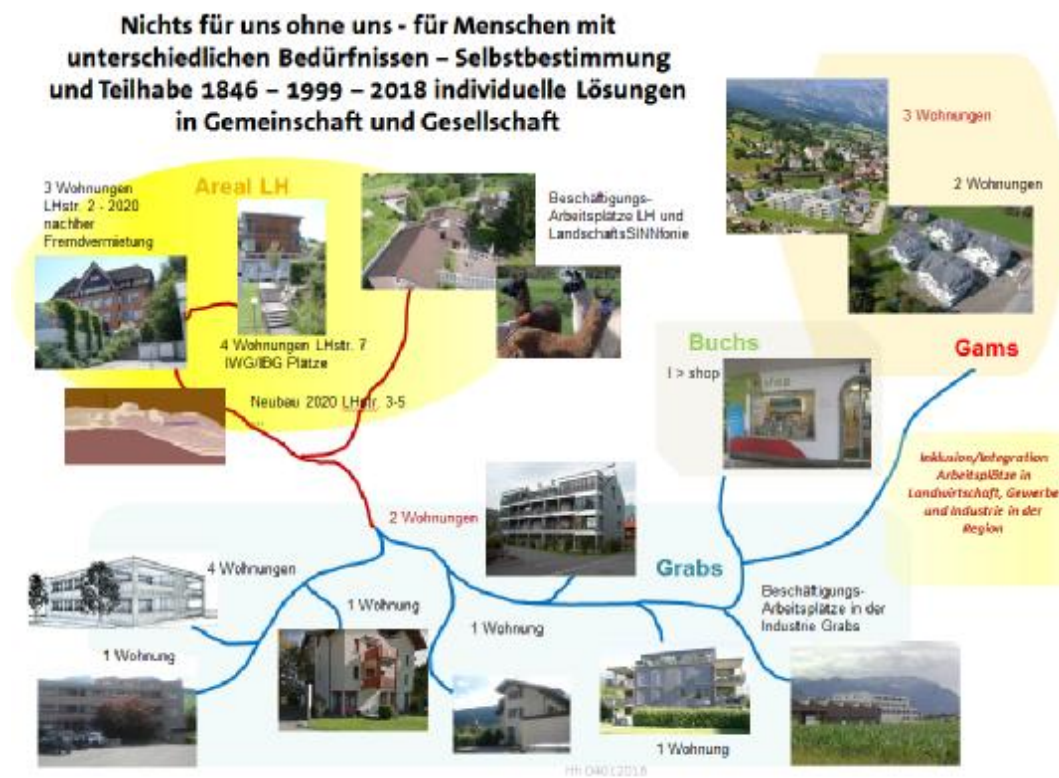 Nichts für uns ohne uns - für Menschen mit
unterschiedlichen Bedürfnissen – Selbstbestimmung
und Teilhabe 1846 – 1999 – 2018 individuelle Lösungen
in Gemeinschaft und Gesellschaft
3 Wohnungen
LHstr. 2 - 2020
nachher
Fremdvermietung
Areal LH
Beschäftigungs-
Arbeitsplätze LH und
LandschaftsSINNfonie
3 Wohnungen
2 Wohnungen
4 Wohnungen LHstr. 7
IWG/IBG Plätze
Neubau 2020 LHstr. 3-5
...
Buchs
I > shop
Gams
Inklusion/Integration
Arbeitsplätze in
Landwirtschaft, Gewerbe
und Industrie in der
Region
2 Wohnungen
Grabs
4 Wohnungen
1 Wohnung
1 Wohnung
Beschäftigungs-
Arbeitsplätze in der
Industrie Grabs
1 Wohnung
1 Wohnung